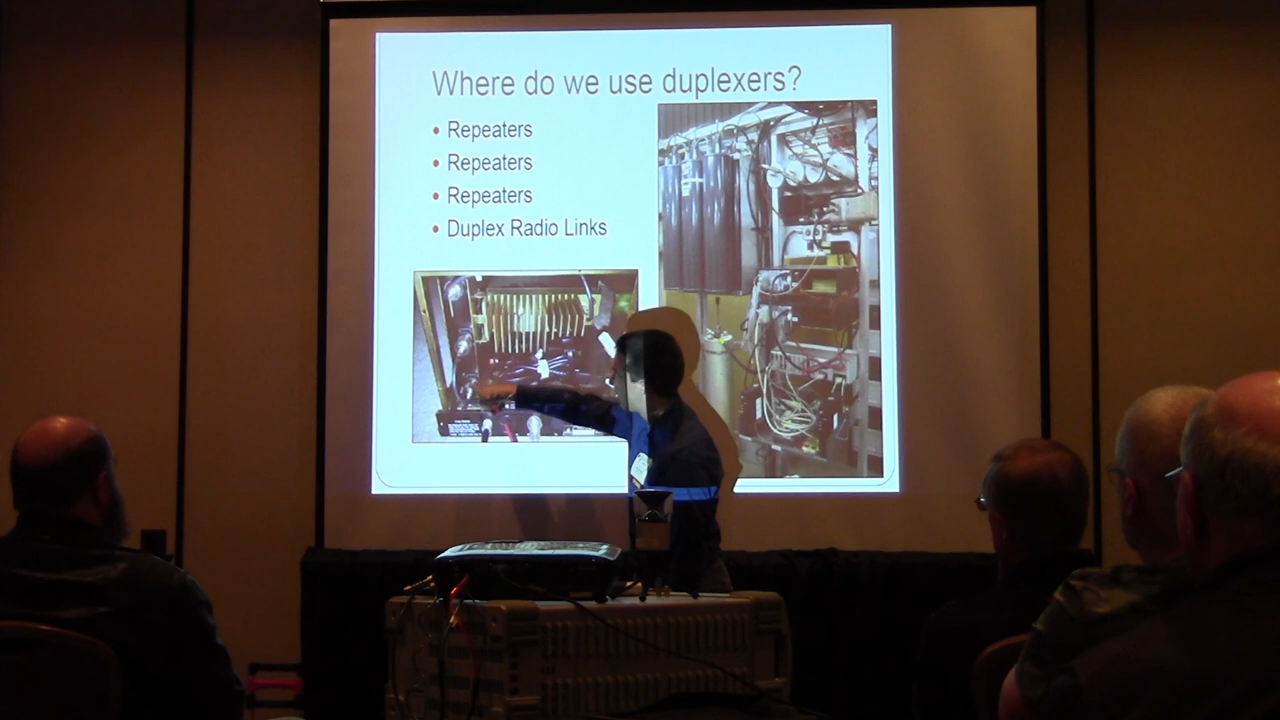 Where do we use duplexers?
• Repeaters
• Repeaters
• Repeaters
• Duplex Radio Links